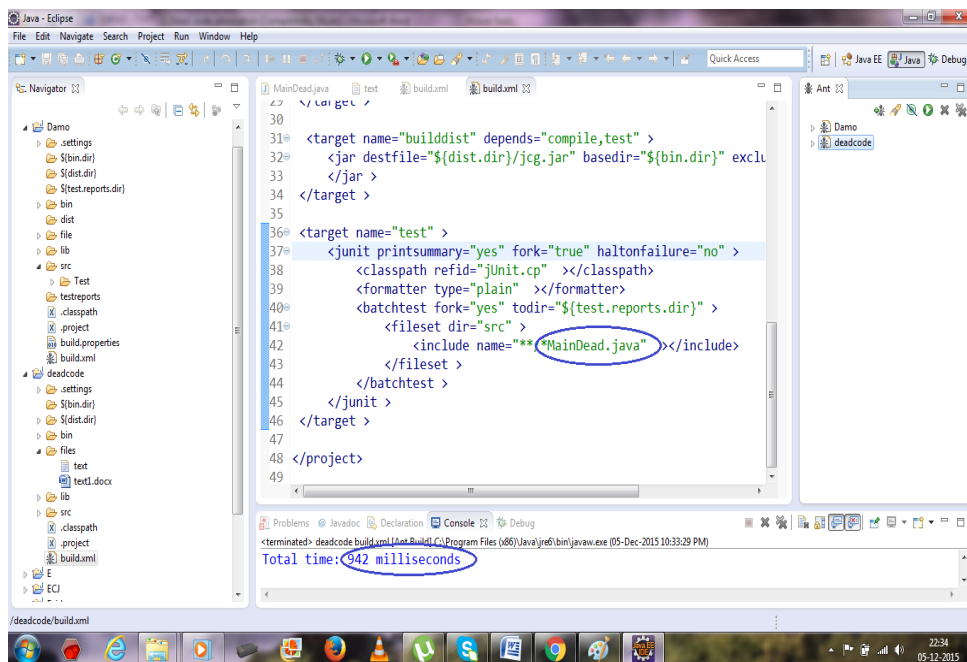 Java - Eclipse
File Edit Navigate Search Project Run Window Help
Quick Access
Java EE
Java
Debug
Navigator
Damo
.settings
${bin.dir}
${dist.dir}
${test.reports.dir}
bin
dist
file
lib
src
Test
testreports
.classpath
.project
build.properties
build.xml
deadcode
.settings
${bin.dir}
${dist.dir}
bin
files
text
text1.docx
lib
src
.classpath
.project
build.xml
E
ECJ
MainDead.java text build.xml build.xml
29 </target >
30
31 <target name="builddist" depends="compile,test" >
32 <jar destfile="${dist.dir}/jcg.jar" basedir="${bin.dir}" exclu
33 </jar >
34 </target >
35
36 <target name="test" >
37 <junit printsummary="yes" fork="true" haltonfailure="no" >
38 <classpath refid="jUnit.cp" ></classpath>
39 <formatter type="plain" ></formatter>
40 <batchtest fork="yes" todir="${test.reports.dir}" >
41 <fileset dir="src" >
42 <include name="**/*MainDead.java" ></include>
43 </fileset >
44 </batchtest >
45 </junit >
46 </target >
47
48 </project>
49
Ant
Damo
deadcode
Problems @ Javadoc Declaration Console Debug
<terminated> deadcode build.xml [Ant Build] C:\Program Files (x86)\Java\jre6\bin\javaw.exe (05-Dec-2015 10:33:29 PM)
Total time: 942 milliseconds
/deadcode/build.xml
22:34
05-12-2015